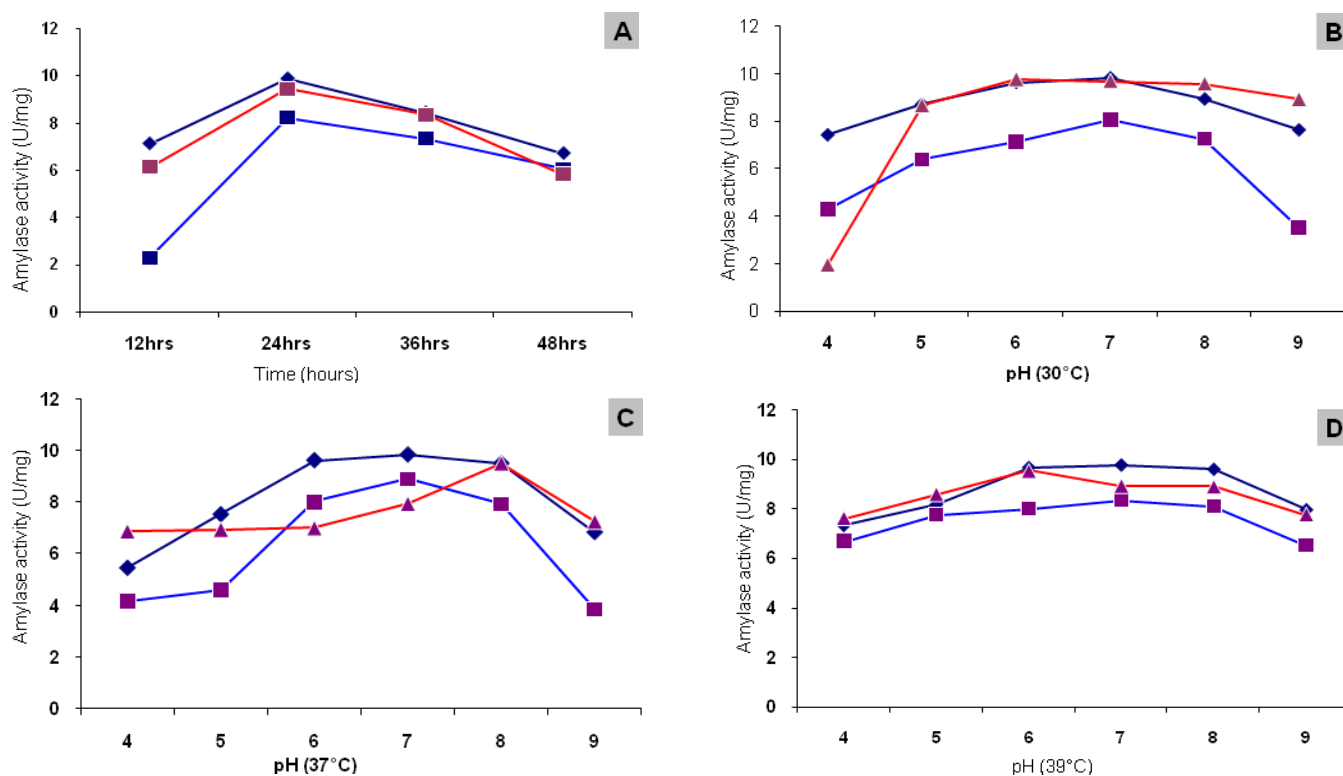 A
Amylase activity (U/mg)
12
10
8
6
4
2
0
12hrs 24hrs 36hrs 48hrs
Time (hours)
B
Amylase activity (U/mg)
12
10
8
6
4
2
0
4 5 6 7 8 9
pH (30°C)
C
Amylase activity (U/mg)
12
10
8
6
4
2
0
4 5 6 7 8 9
pH (37°C)
D
Amylase activity (U/mg)
12
10
8
6
4
2
0
4 5 6 7 8 9
pH (39°C)